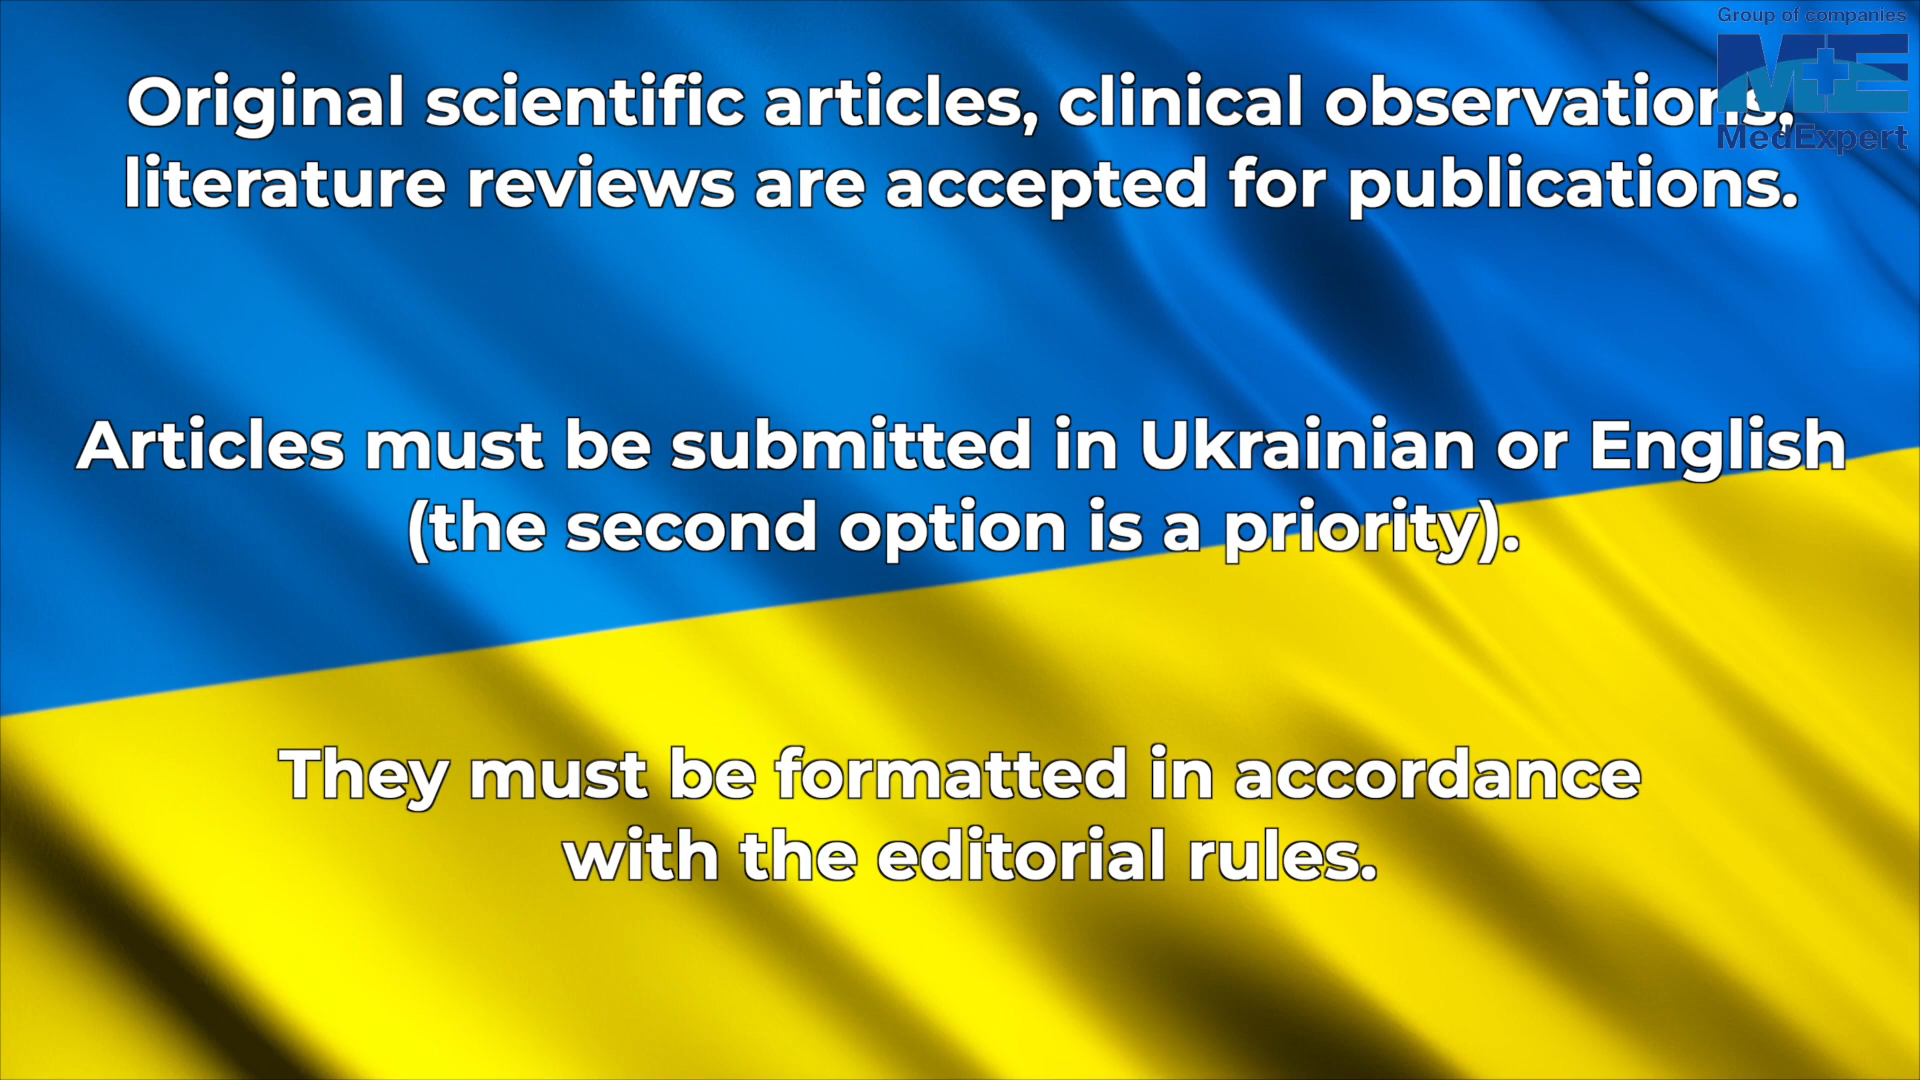 Group of companies
M+E
MedExpert
Original scientific articles, clinical observations,
literature reviews are accepted for publications.
Articles must be submitted in Ukrainian or English
(the second option is a priority).
They must be formatted in accordance
with the editorial rules.